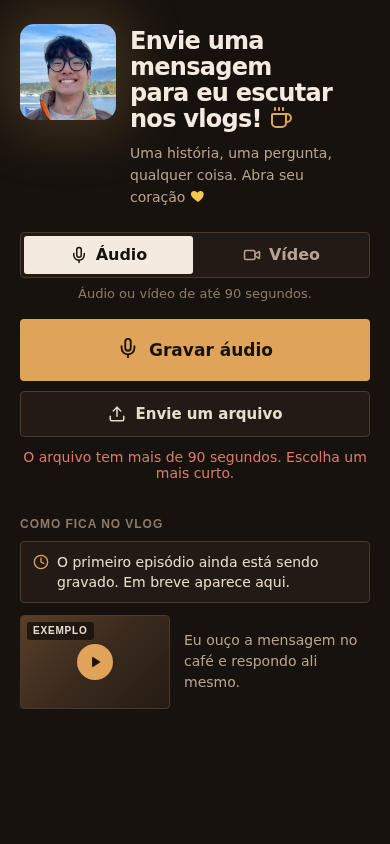 Envie uma
mensagem
para eu escutar
nos vlogs!
Uma história, uma pergunta,
qualquer coisa. Abra seu
coração 💛
Áudio
Vídeo
Áudio ou vídeo de até 90 segundos.
Gravar áudio
Envie um arquivo
O arquivo tem mais de 90 segundos. Escolha um
mais curto.
COMO FICA NO VLOG
O primeiro episódio ainda está sendo
gravado. Em breve aparece aqui.
EXEMPLO
Eu ouço a mensagem no
café e respondo ali
mesmo.